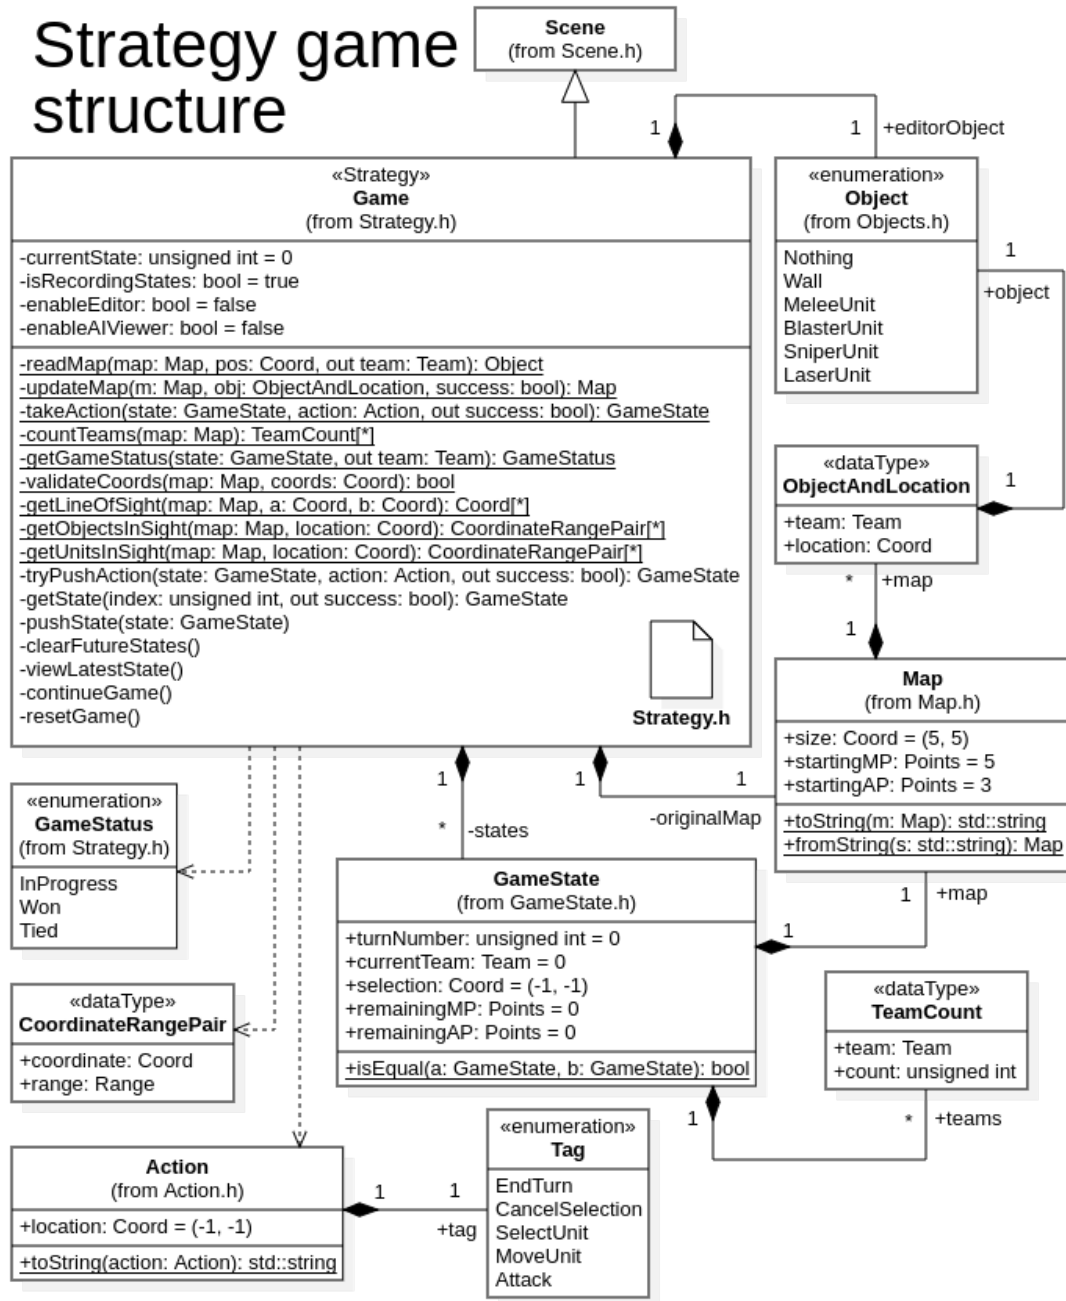 Strategy game
structure
Scene
(from Scene.h)
1
1
+editorObject
«Strategy»
Game
(from Strategy.h)
-currentState: unsigned int = 0
-isRecordingStates: bool = true
-enableEditor: bool = false
-enableAIViewer: bool = false
-readMap(map: Map, pos: Coord, out team: Team): Object
-updateMap(m: Map, obj: ObjectAndLocation, success: bool): Map
-takeAction(state: GameState, action: Action, out success: bool): GameState
-countTeams(map: Map): TeamCount[*]
-getGameStatus(state: GameState, out team: Team): GameStatus
-validateCoords(map: Map, coords: Coord): bool
-getLineOfSight(map: Map, a: Coord, b: Coord): Coord[*]
-getObjectsInSight(map: Map, location: Coord): CoordinateRangePair[*]
-getUnitsInSight(map: Map, location: Coord): CoordinateRangePair[*]
-tryPushAction(state: GameState, action: Action, out success: bool): GameState
-getState(index: unsigned int, out success: bool): GameState
-pushState(state: GameState)
-clearFutureStates()
-viewLatestState()
-continueGame()
-resetGame()
Strategy.h
«enumeration»
Object
(from Objects.h)
Nothing
Wall
MeleeUnit
BlasterUnit
SniperUnit
LaserUnit
1
+object
«dataType»
ObjectAndLocation
+team: Team
+location: Coord
1
* +map
1
Map
(from Map.h)
+size: Coord = (5, 5)
+startingMP: Points = 5
+startingAP: Points = 3
+toString(m: Map): std::string
+fromString(s: std::string): Map
1
* -states
1
1
-originalMap
«enumeration»
GameStatus
(from Strategy.h)
InProgress
Won
Tied
GameState
(from GameState.h)
+turnNumber: unsigned int = 0
+currentTeam: Team = 0
+selection: Coord = (-1, -1)
+remainingMP: Points = 0
+remainingAP: Points = 0
+isEqual(a: GameState, b: GameState): bool
1 +map
1
«dataType»
CoordinateRangePair
+coordinate: Coord
+range: Range
«dataType»
TeamCount
+team: Team
+count: unsigned int
1
* +teams
Action
(from Action.h)
+location: Coord = (-1, -1)
+toString(action: Action): std::string
1
1
+tag
«enumeration»
Tag
EndTurn
CancelSelection
SelectUnit
MoveUnit
Attack